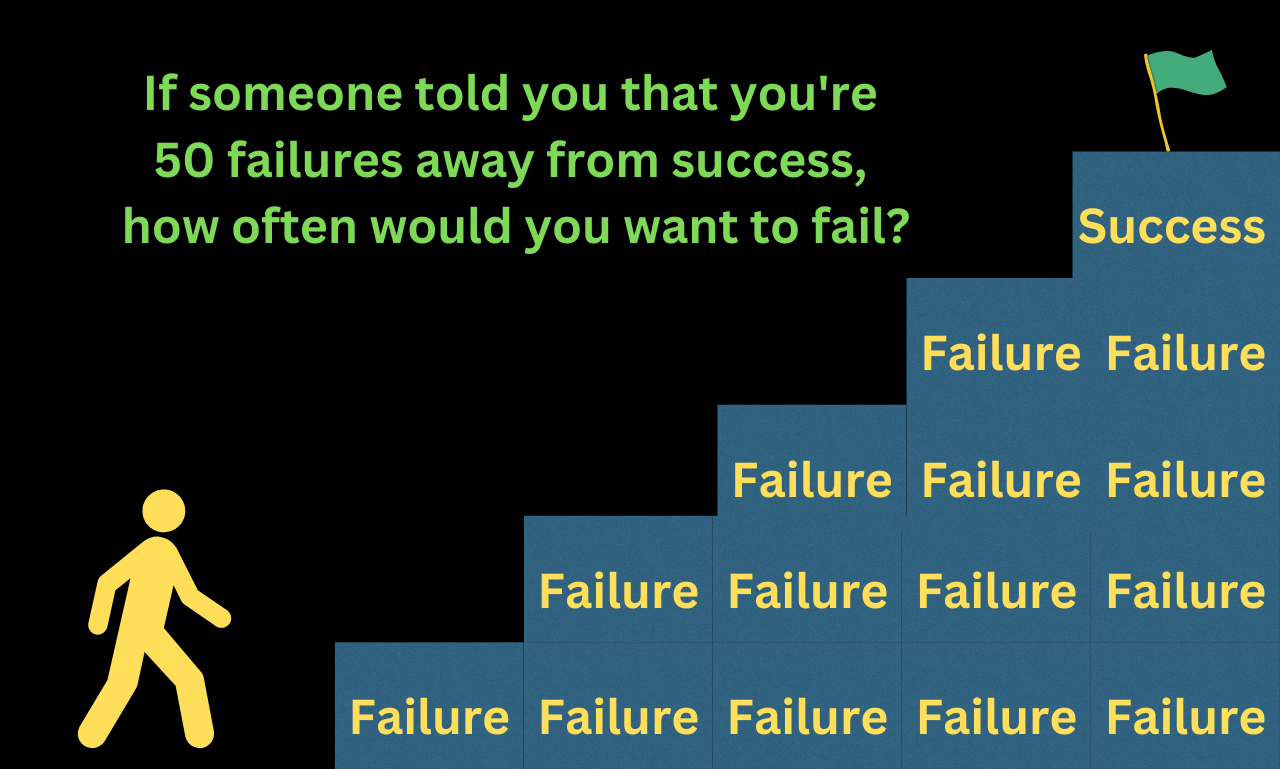 If someone told you that you're
50 failures away from success,
how often would you want to fail?
Success
Failure Failure
Failure Failure Failure
Failure Failure Failure Failure
Failure Failure Failure Failure Failure